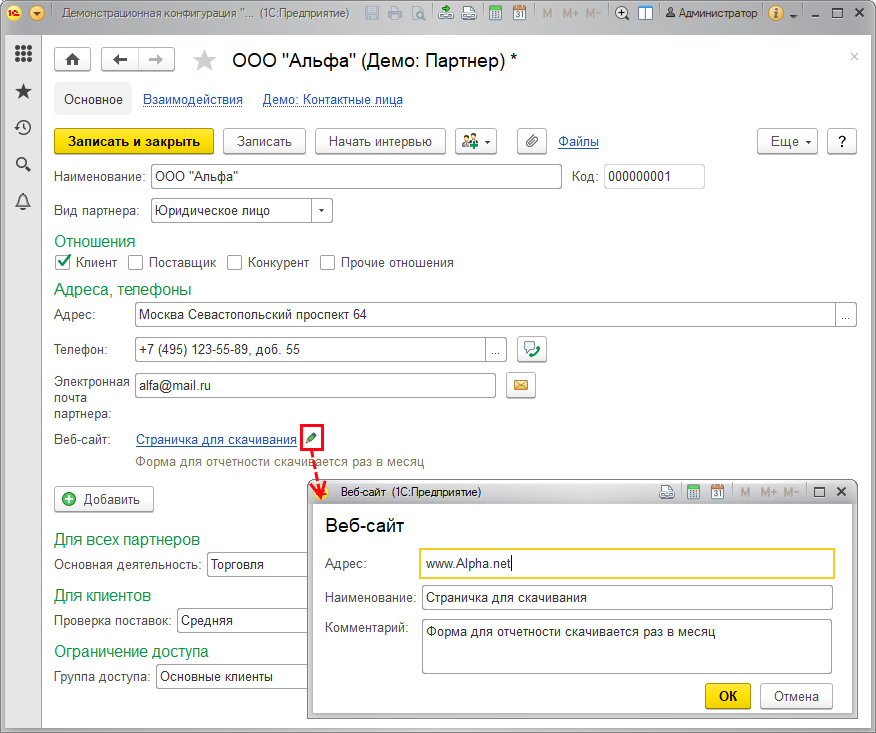 Демонстрационная конфигурация "... (1С:Предприятие) M M+ M- Администратор
ООО "Альфа" (Демо: Партнер) *
Основное Взаимодействия Демо: Контактные лица
Записать и закрыть Записать Начать интервью Файлы Еще ?
Наименование: ООО "Альфа" Код: 000000001
Вид партнера: Юридическое лицо
Отношения
Клиент Поставщик Конкурент Прочие отношения
Адреса, телефоны
Адрес: Москва Севастопольский проспект 64 ...
Телефон: +7 (495) 123-55-89, доб. 55 ...
Электронная
почта
партнера: alfa@mail.ru
Веб-сайт: Страничка для скачивания
Форма для отчетности скачивается раз в месяц
Добавить
Для всех партнеров
Основная деятельность: Торговля
Для клиентов
Проверка поставок: Средняя
Ограничение доступа
Группа доступа: Основные клиенты
Веб-сайт (1С:Предприятие) 31 M M+ M-
Веб-сайт
Адрес: www.Alpha.net
Наименование: Страничка для скачивания
Комментарий: Форма для отчетности скачивается раз в месяц
ОК Отмена